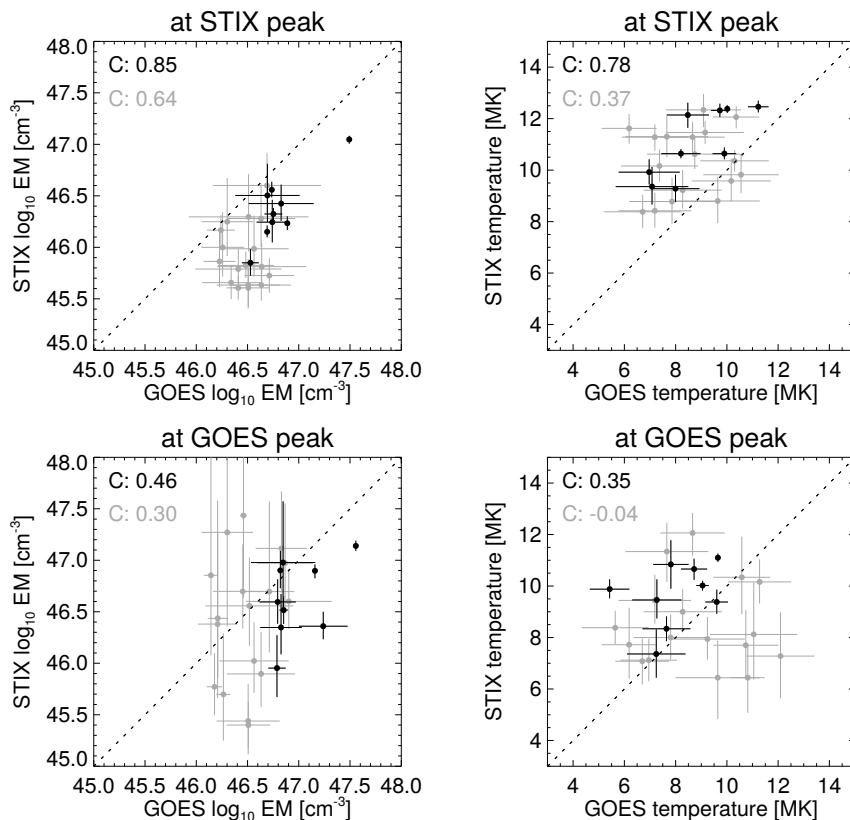 at STIX peak
48.0
47.5
47.0
46.5
46.0
45.5
45.0
45.0 45.5 46.0 46.5 47.0 47.5 48.0
C: 0.85
C: 0.64
STIX log₁₀ EM [cm⁻³]
GOES log₁₀ EM [cm⁻³]
at STIX peak
14
12
10
8
6
4
4 6 8 10 12 14
C: 0.78
C: 0.37
STIX temperature [MK]
GOES temperature [MK]
at GOES peak
48.0
47.5
47.0
46.5
46.0
45.5
45.0
45.0 45.5 46.0 46.5 47.0 47.5 48.0
C: 0.46
C: 0.30
STIX log₁₀ EM [cm⁻³]
GOES log₁₀ EM [cm⁻³]
at GOES peak
14
12
10
8
6
4
4 6 8 10 12 14
C: 0.35
C: -0.04
STIX temperature [MK]
GOES temperature [MK]